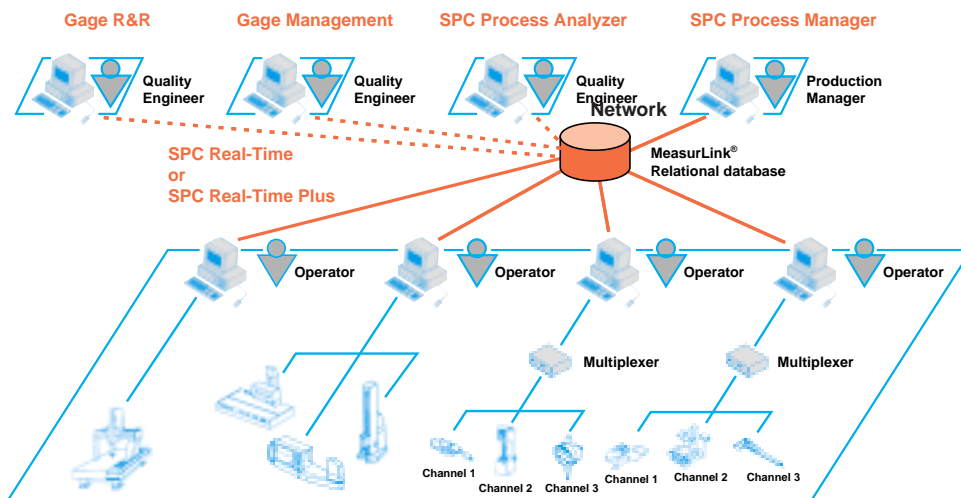 Gage R&R
Gage Management
SPC Process Analyzer
SPC Process Manager
Quality
Engineer
Quality
Engineer
Quality
Engineer
Production
Manager
Network
MeasurLink®
Relational database
SPC Real-Time
or
SPC Real-Time Plus
Operator
Operator
Operator
Operator
Multiplexer
Multiplexer
Channel 1
Channel 2
Channel 3
Channel 1
Channel 2
Channel 3